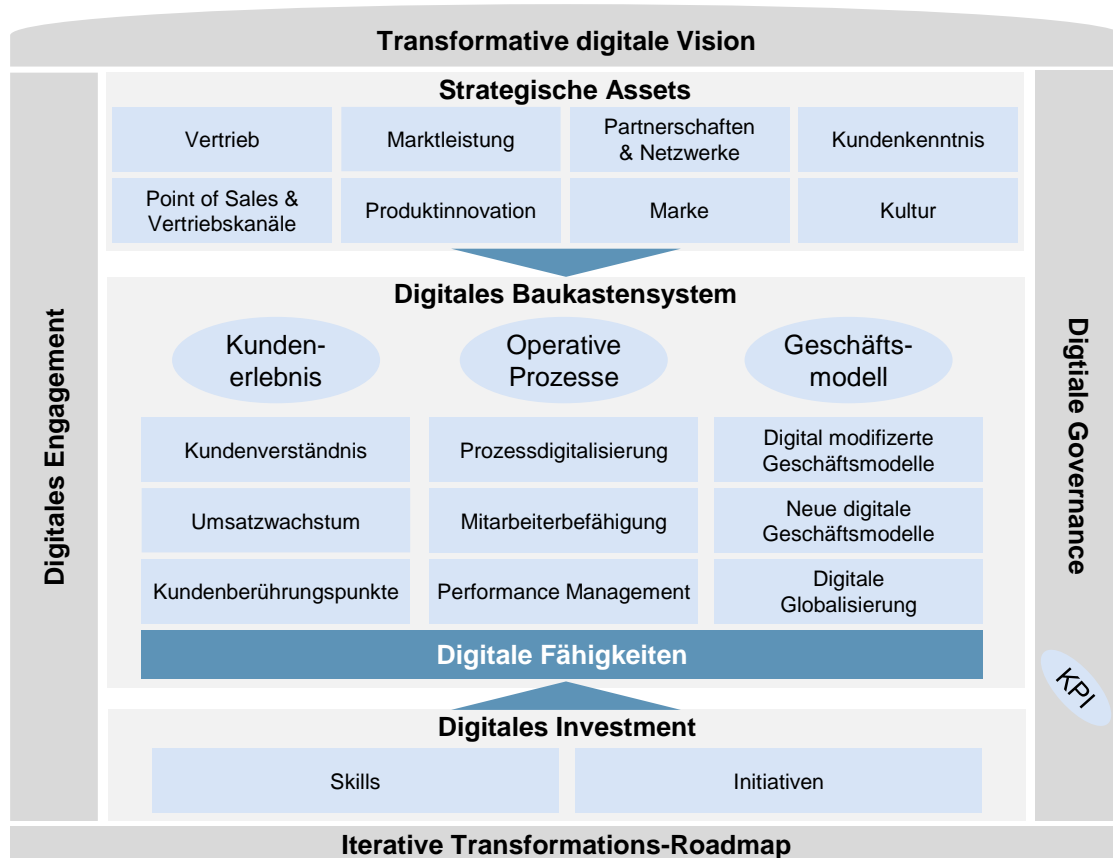 Transformative digitale Vision
Digitales Engagement
Strategische Assets
Vertrieb
Marktleistung
Partnerschaften
& Netzwerke
Kundenkenntnis
Point of Sales &
Vertriebskanäle
Produktinnovation
Marke
Kultur
Digitales Baukastensystem
Kunden-
erlebnis
Operative
Prozesse
Geschäfts-
modell
Kundenverständnis
Prozessdigitalisierung
Digital modifizerte
Geschäftsmodelle
Umsatzwachstum
Mitarbeiterbefähigung
Neue digitale
Geschäftsmodelle
Kundenberührungspunkte
Performance Management
Digitale
Globalisierung
Digitale Fähigkeiten
Digitales Investment
Skills
Initiativen
Digtiale Governance
KPI
Iterative Transformations-Roadmap